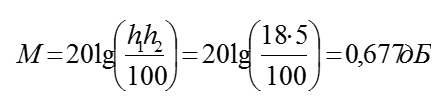 M = 20lg(h₁h₂/100) = 20lg(18·5/100) = 0,677дБ